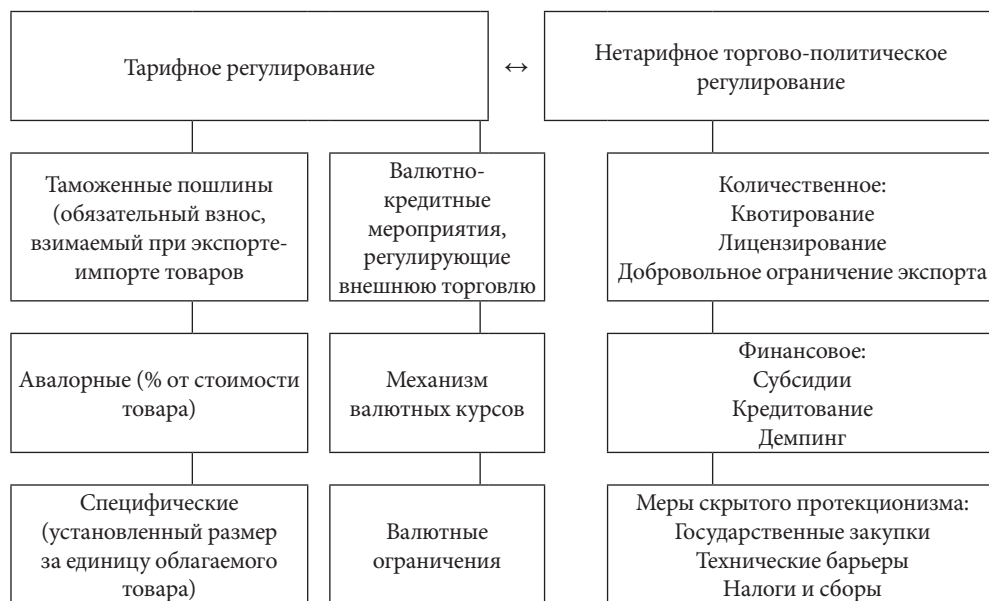 Тарифное регулирование
↔
Нетарифное торгово-политическое
регулирование
Таможенные пошлины
(обязательный взнос,
взимаемый при экспорте-
импорте товаров
Валютно-
кредитные
мероприятия,
регулирующие
внешнюю торговлю
Количественное:
Квотирование
Лицензирование
Добровольное ограничение экспорта
Авалорные (% от стоимости
товара)
Механизм
валютных курсов
Финансовое:
Субсидии
Кредитование
Демпинг
Специфические
(установленный размер
за единицу облагаемого
товара)
Валютные
ограничения
Меры скрытого протекционизма:
Государственные закупки
Технические барьеры
Налоги и сборы